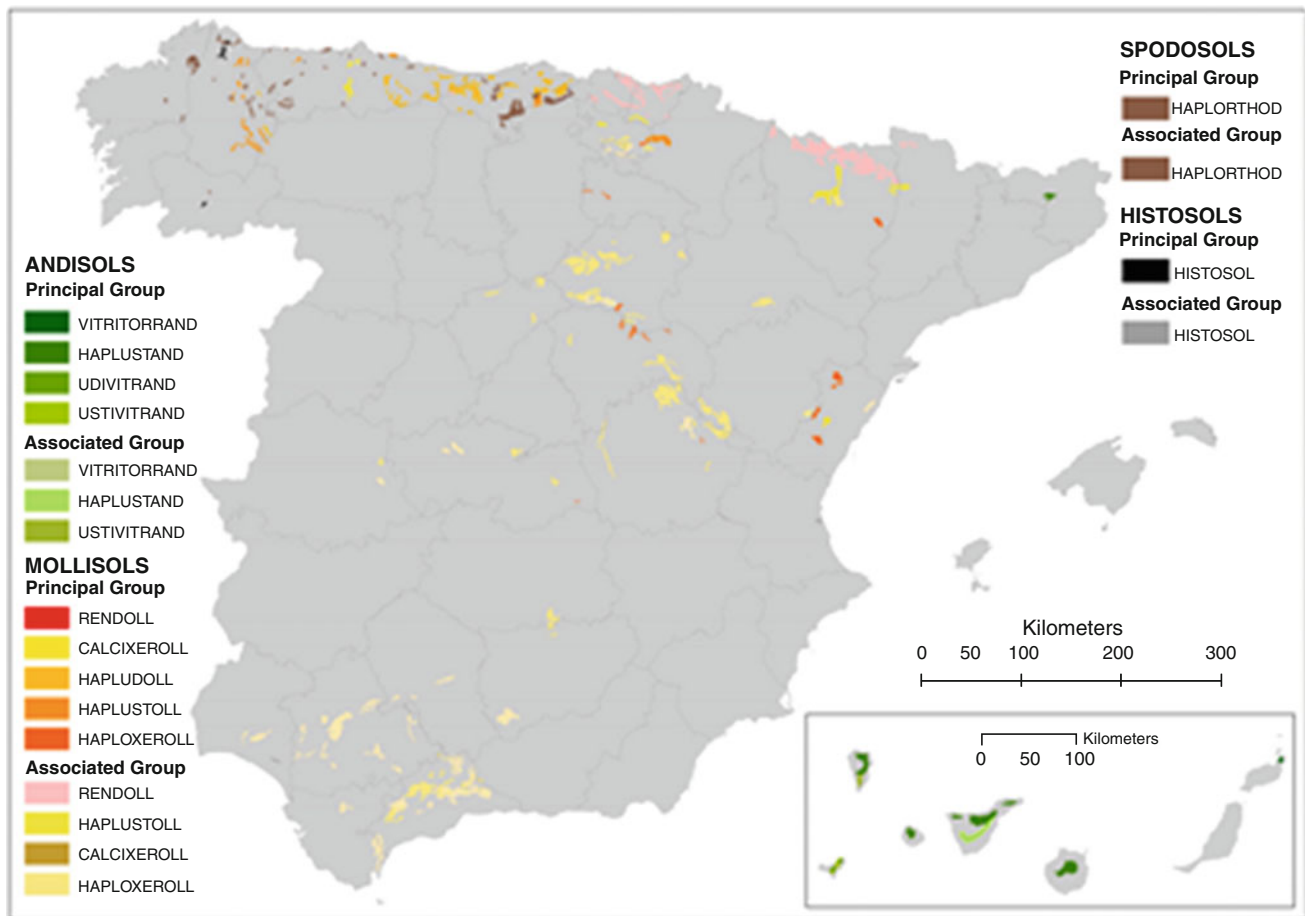 SPODOSOLS
Principal Group
HAPLORTHOD
Associated Group
HAPLORTHOD
HISTOSOLS
Principal Group
HISTOSOL
Associated Group
HISTOSOL
ANDISOLS
Principal Group
VITRITORRAND
HAPLUSTAND
UDIVITRAND
USTIVITRAND
Associated Group
VITRITORRAND
HAPLUSTAND
USTIVITRAND
MOLLISOLS
Principal Group
RENDOLL
CALCIXEROLL
HAPLUDOLL
HAPLUSTOLL
HAPLOXEROLL
Associated Group
RENDOLL
HAPLUSTOLL
CALCIXEROLL
HAPLOXEROLL
Kilometers
0 50 100 200 300
Kilometers
0 50 100